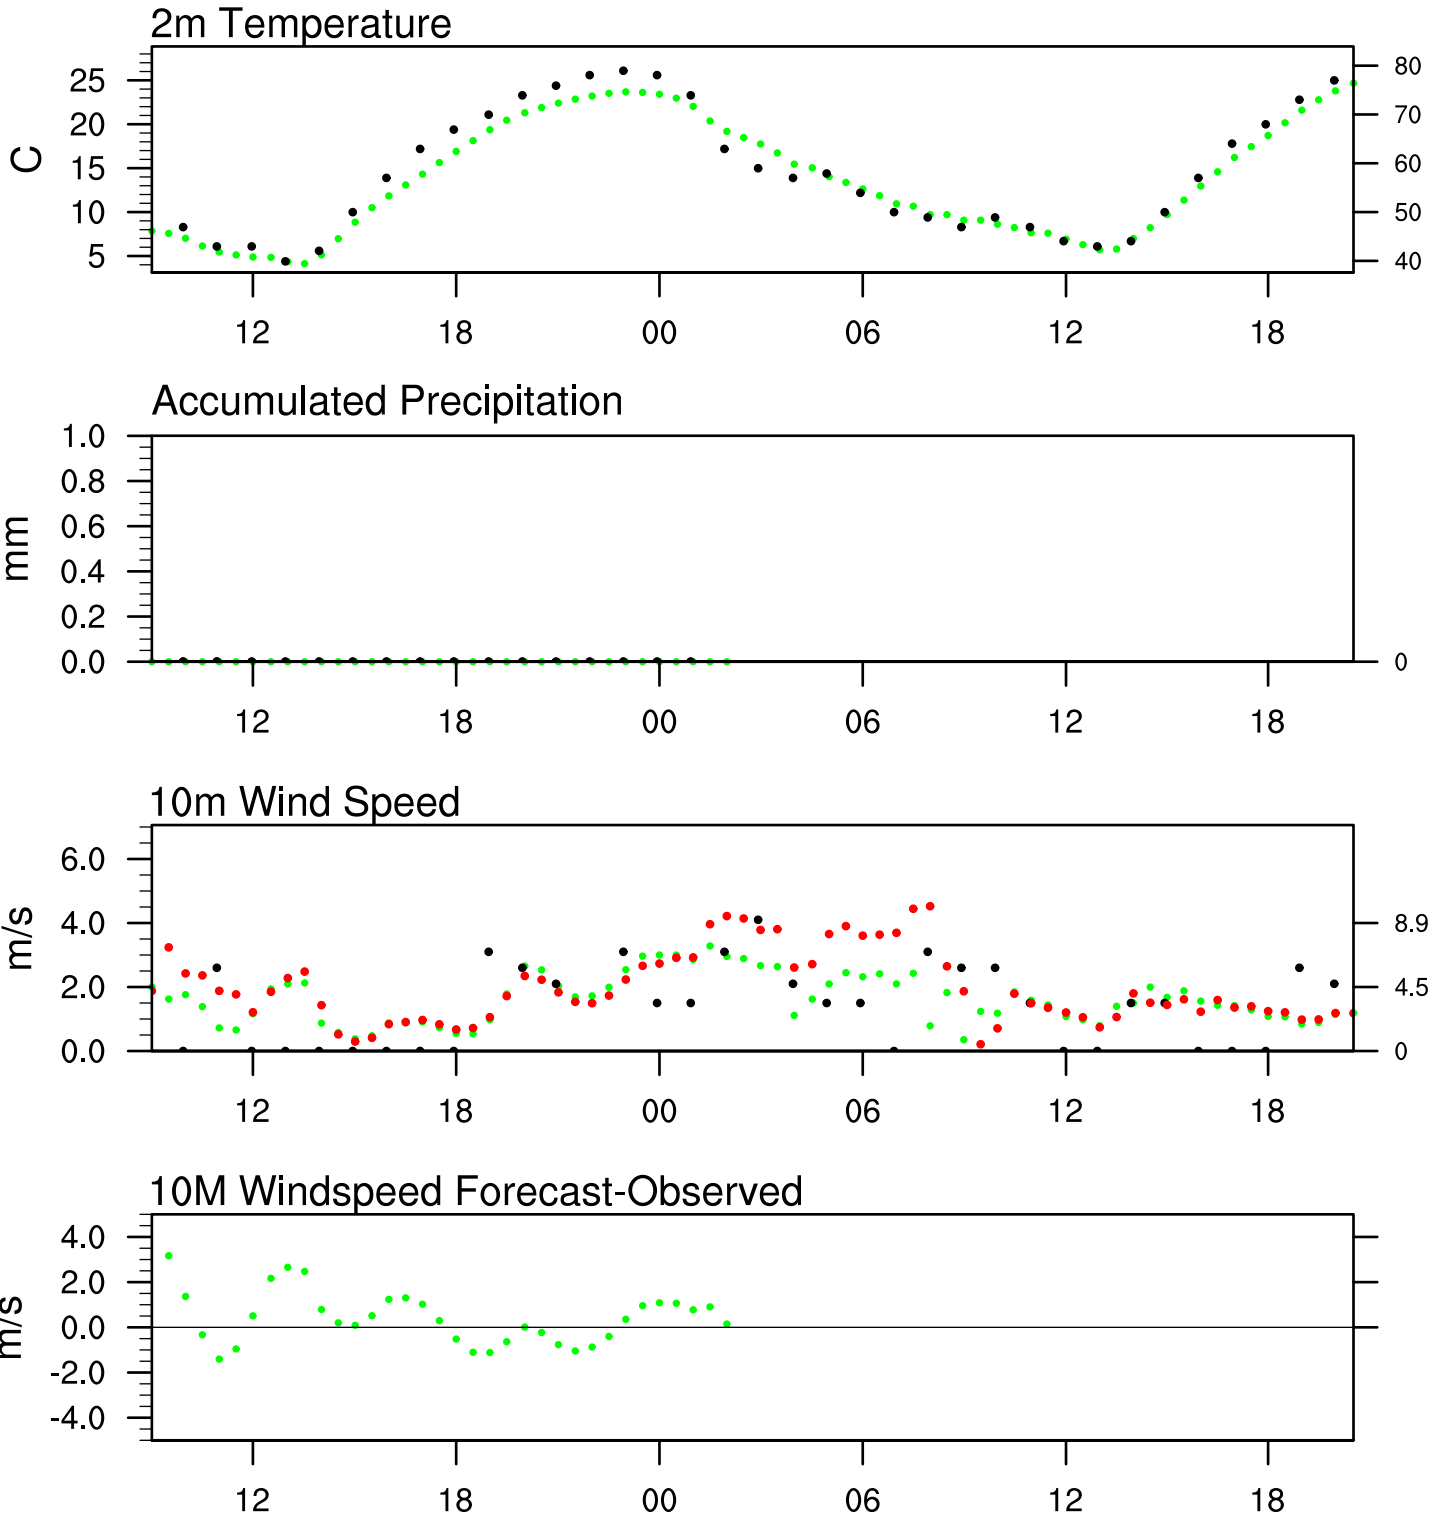 2m Temperature
25 80
20 70
C 15 60
10 50
5 40
12 18 00 06 12 18
Accumulated Precipitation
1.0
0.8
0.6
mm
0.4
0.2
0.0 0
12 18 00 06 12 18
10m Wind Speed
6.0
4.0 8.9
m/s
2.0 4.5
0.0 0
12 18 00 06 12 18
10M Windspeed Forecast-Observed
4.0
2.0
m/s 0.0
-2.0
-4.0
12 18 00 06 12 18